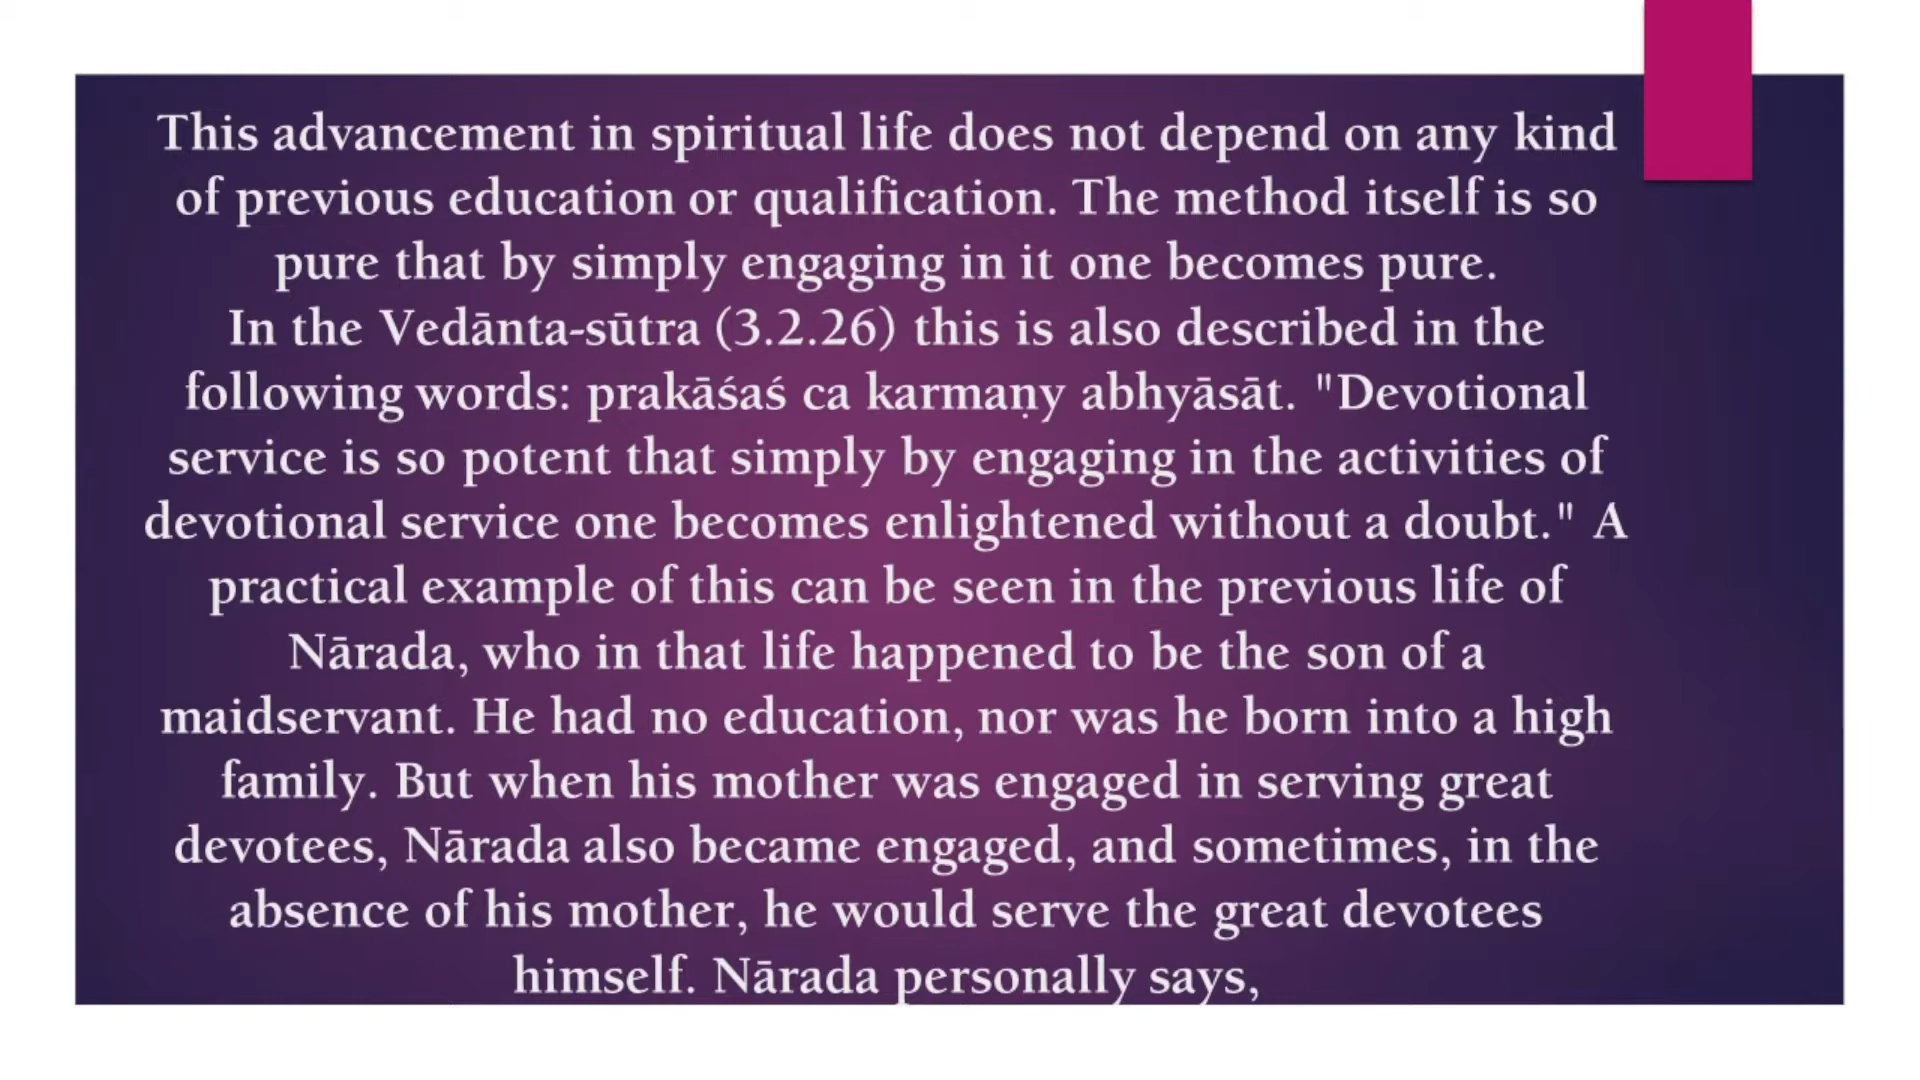 This advancement in spiritual life does not depend on any kind
of previous education or qualification. The method itself is so
pure that by simply engaging in it one becomes pure.
In the Vedānta-sūtra (3.2.26) this is also described in the
following words: prakāśaś ca karmaṇy abhyāsāt. "Devotional
service is so potent that simply by engaging in the activities of
devotional service one becomes enlightened without a doubt." A
practical example of this can be seen in the previous life of
Nārada, who in that life happened to be the son of a
maidservant. He had no education, nor was he born into a high
family. But when his mother was engaged in serving great
devotees, Nārada also became engaged, and sometimes, in the
absence of his mother, he would serve the great devotees
himself. Nārada personally says,